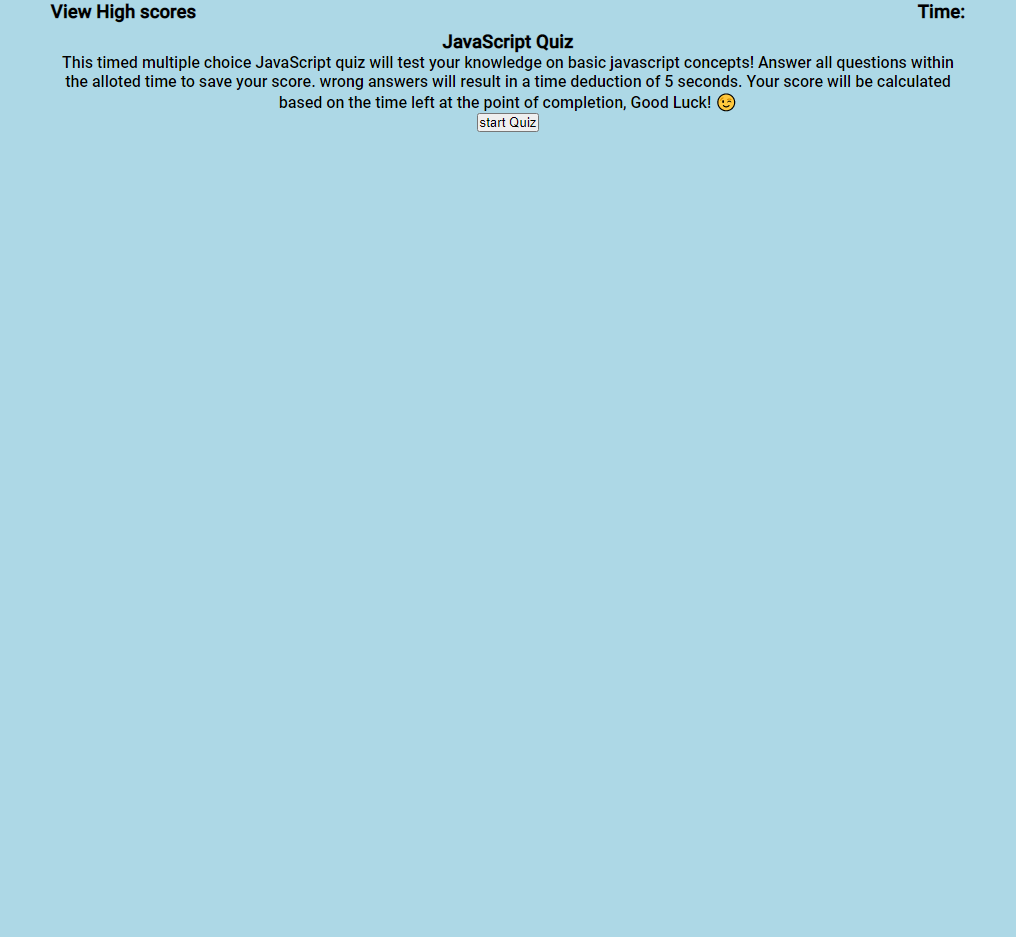 View High scores
Time:
JavaScript Quiz
This timed multiple choice JavaScript quiz will test your knowledge on basic javascript concepts! Answer all questions within
the alloted time to save your score. wrong answers will result in a time deduction of 5 seconds. Your score will be calculated
based on the time left at the point of completion, Good Luck! 😉
start Quiz